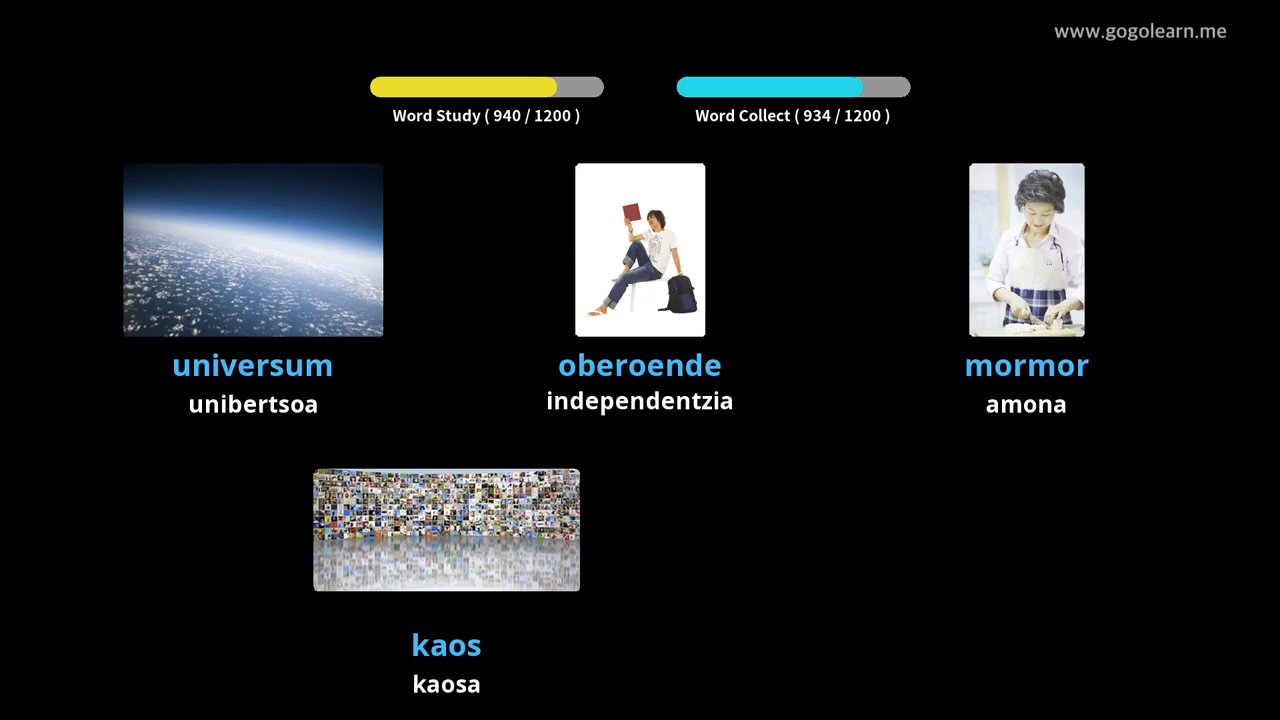 www.gogolearn.me
Word Study ( 940 / 1200 )
Word Collect ( 934 / 1200 )
universum
unibertsoa
oberoende
independentzia
mormor
amona
kaos
kaosa